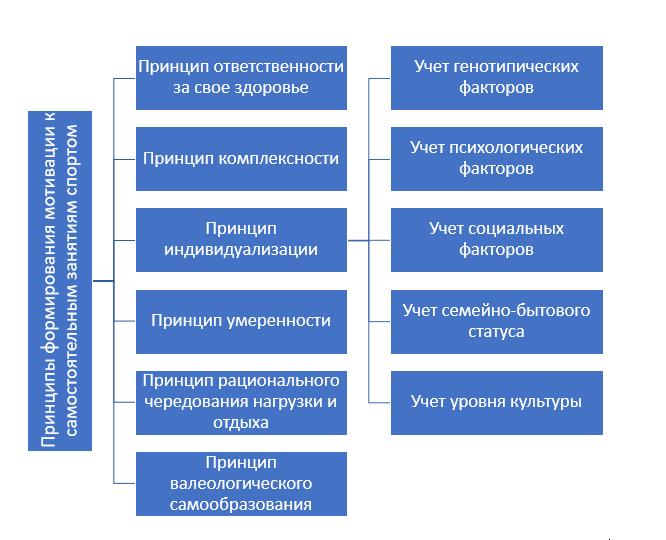 Принципы формирования мотивации к
самостоятельным занятиям спортом
Принцип ответственности
за свое здоровье
Принцип комплексности
Принцип
индивидуализации
Принцип умеренности
Принцип рационального
чередования нагрузки и
отдыха
Принцип
валеологического
самообразования
Учет генотипических
факторов
Учет психологических
факторов
Учет социальных
факторов
Учет семейно-бытового
статуса
Учет уровня культуры